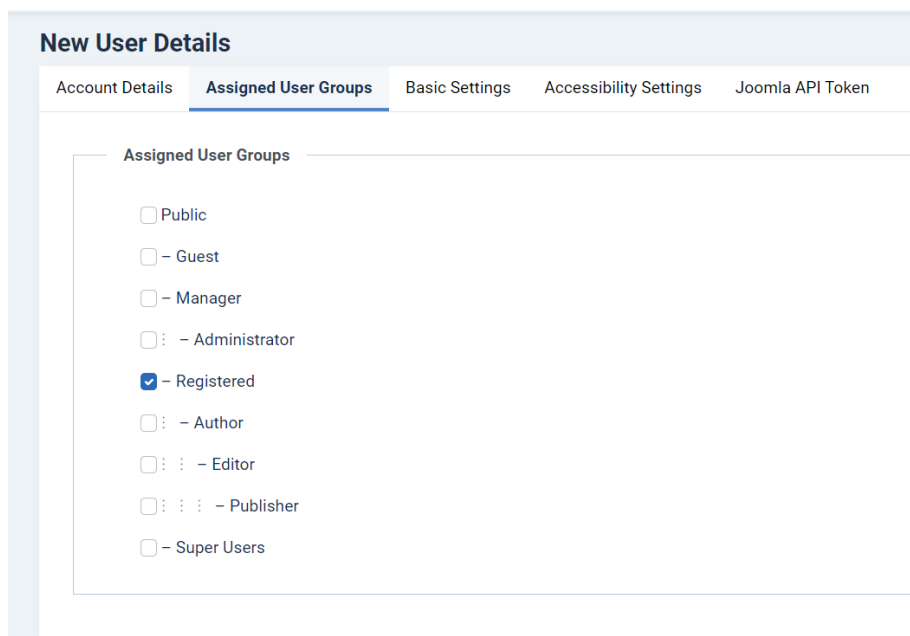 New User Details
Account Details Assigned User Groups Basic Settings Accessibility Settings Joomla API Token
Assigned User Groups
Public
– Guest
– Manager
⋮ – Administrator
– Registered
⋮ – Author
⋮ ⋮ – Editor
⋮ ⋮ ⋮ – Publisher
– Super Users